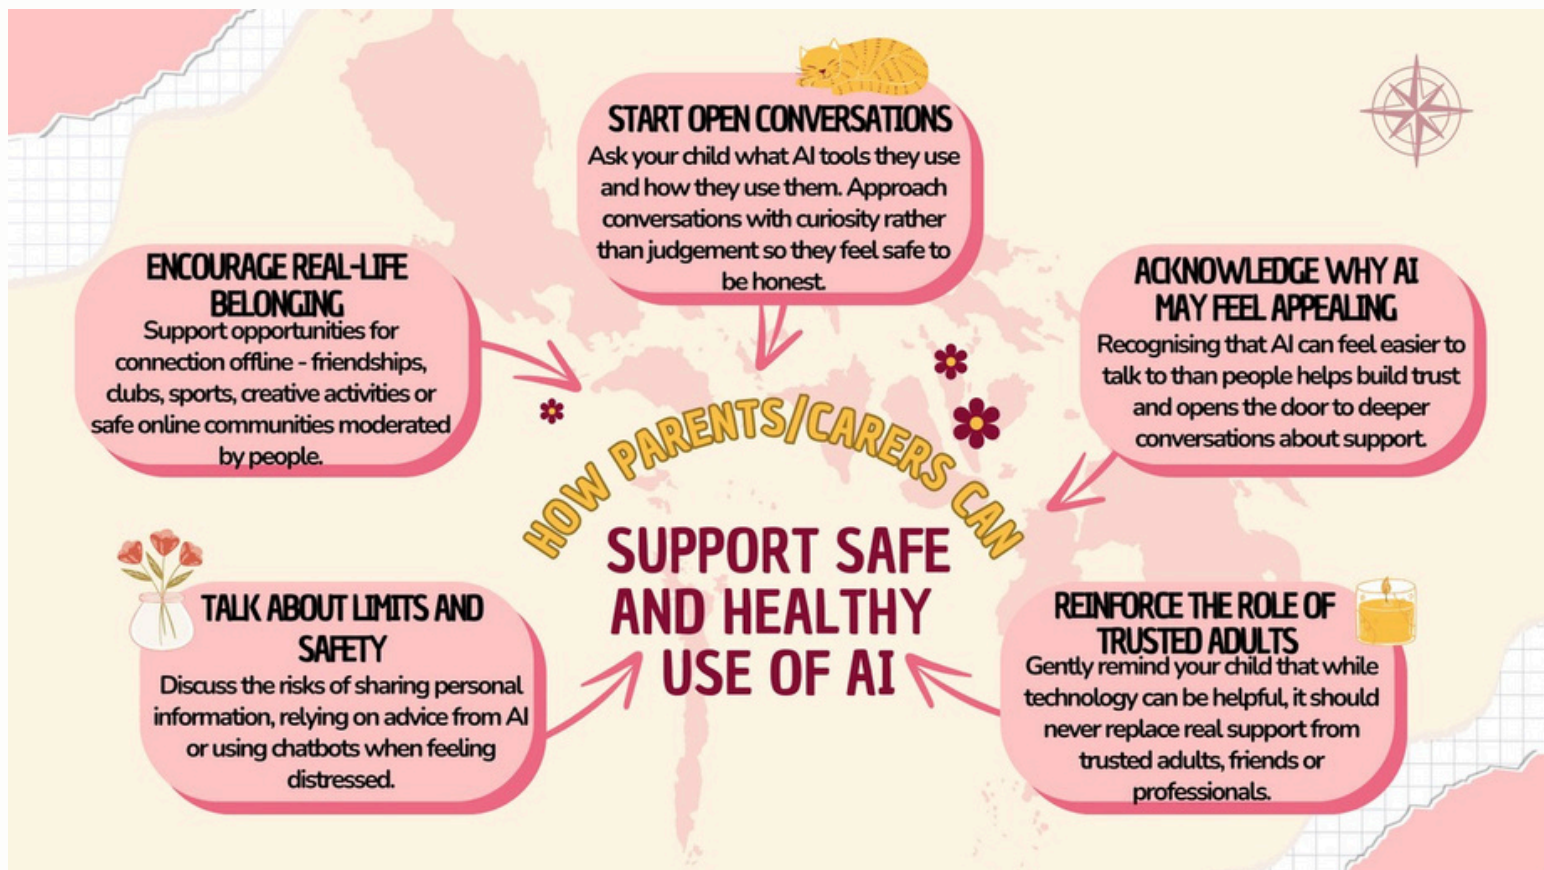 START OPEN CONVERSATIONS
Ask your child what AI tools they use
and how they use them. Approach
conversations with curiosity rather
than judgement so they feel safe to
be honest.
ENCOURAGE REAL-LIFE
BELONGING
Support opportunities for
connection offline - friendships,
clubs, sports, creative activities or
safe online communities moderated
by people.
ACKNOWLEDGE WHY AI
MAY FEEL APPEALING
Recognising that AI can feel easier to
talk to than people helps build trust
and opens the door to deeper
conversations about support.
HOW PARENTS/CARERS CAN
SUPPORT SAFE
AND HEALTHY
USE OF AI
TALK ABOUT LIMITS AND
SAFETY
Discuss the risks of sharing personal
information, relying on advice from AI
or using chatbots when feeling
distressed.
REINFORCE THE ROLE OF
TRUSTED ADULTS
Gently remind your child that while
technology can be helpful, it should
never replace real support from
trusted adults, friends or
professionals.